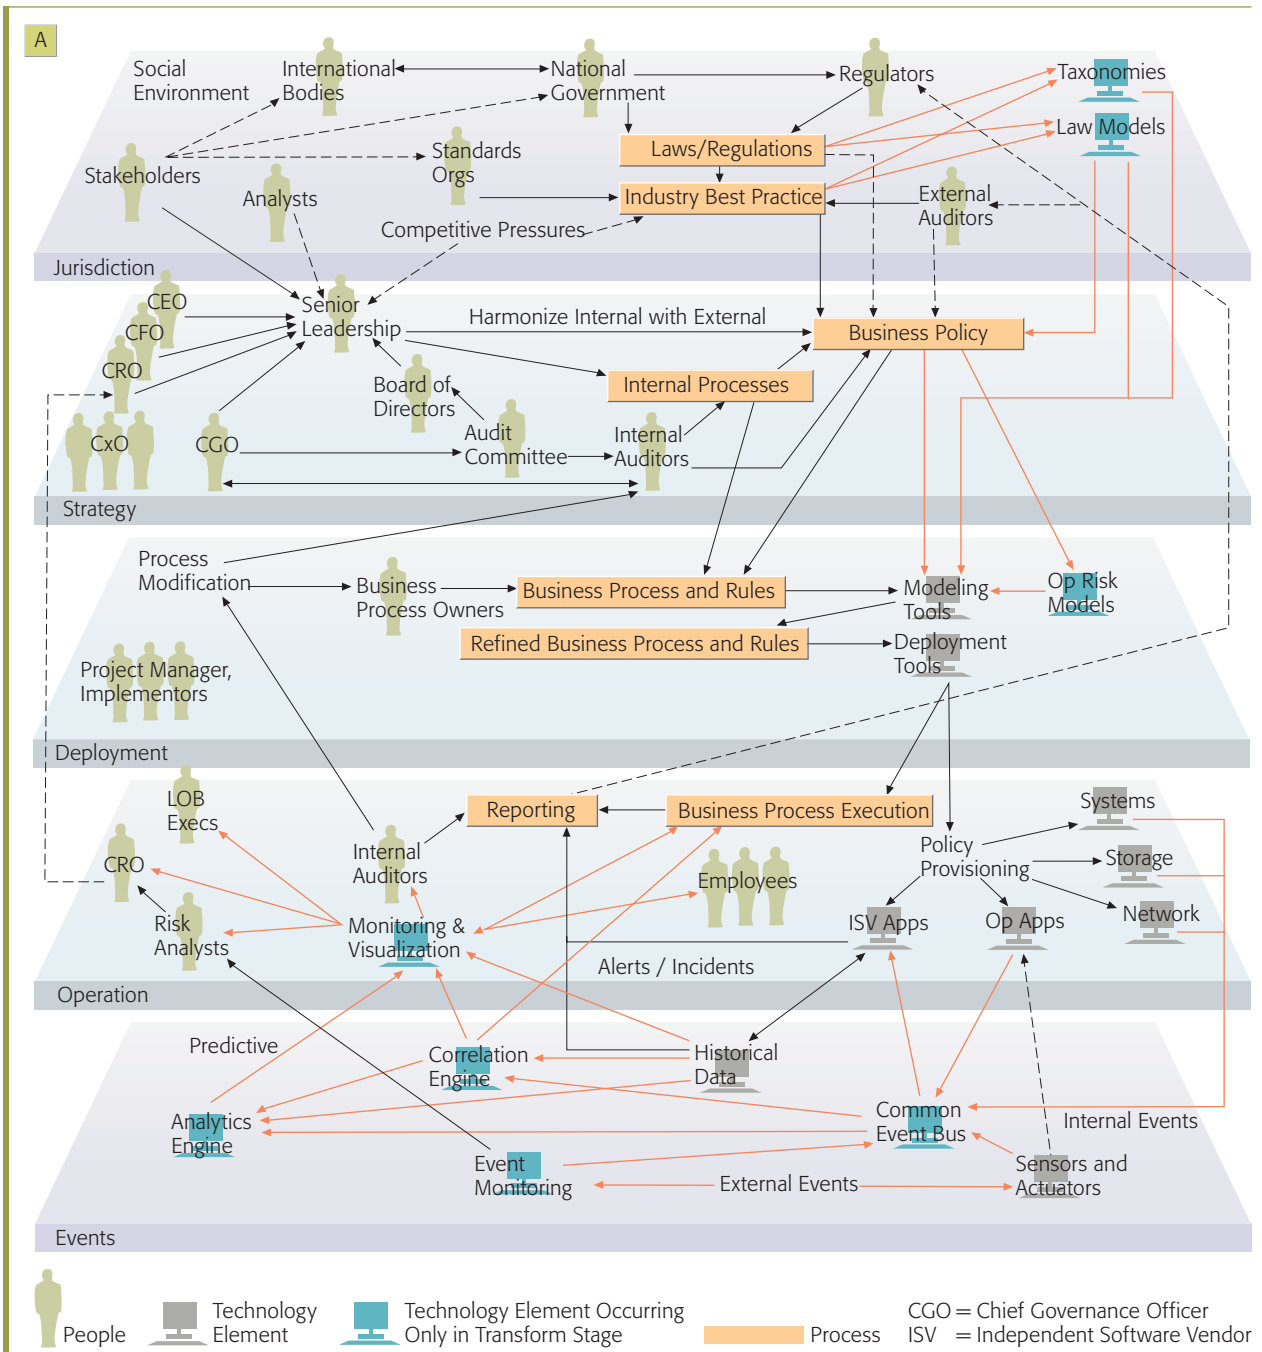 A
Social
Environment
International
Bodies
National
Government
Regulators
Taxonomies
Law Models
Stakeholders
Standards
Orgs
Laws/Regulations
Analysts
Industry Best Practice
External
Auditors
Competitive Pressures
Jurisdiction
CEO
CFO
CRO
Senior
Leadership
Harmonize Internal with External
Business Policy
Board of
Directors
Internal Processes
CxO
CGO
Audit
Committee
Internal
Auditors
Strategy
Process
Modification
Business
Process Owners
Business Process and Rules
Modeling
Tools
Op Risk
Models
Refined Business Process and Rules
Deployment
Tools
Project Manager,
Implementors
Deployment
LOB
Execs
Reporting
Business Process Execution
Systems
CRO
Internal
Auditors
Employees
Policy
Provisioning
Storage
Risk
Analysts
Monitoring &
Visualization
ISV Apps
Op Apps
Network
Alerts / Incidents
Operation
Predictive
Correlation
Engine
Historical
Data
Analytics
Engine
Common
Event Bus
Internal Events
Event
Monitoring
External Events
Sensors and
Actuators
Events
People
Technology
Element
Technology Element Occurring
Only in Transform Stage
Process
CGO = Chief Governance Officer
ISV = Independent Software Vendor